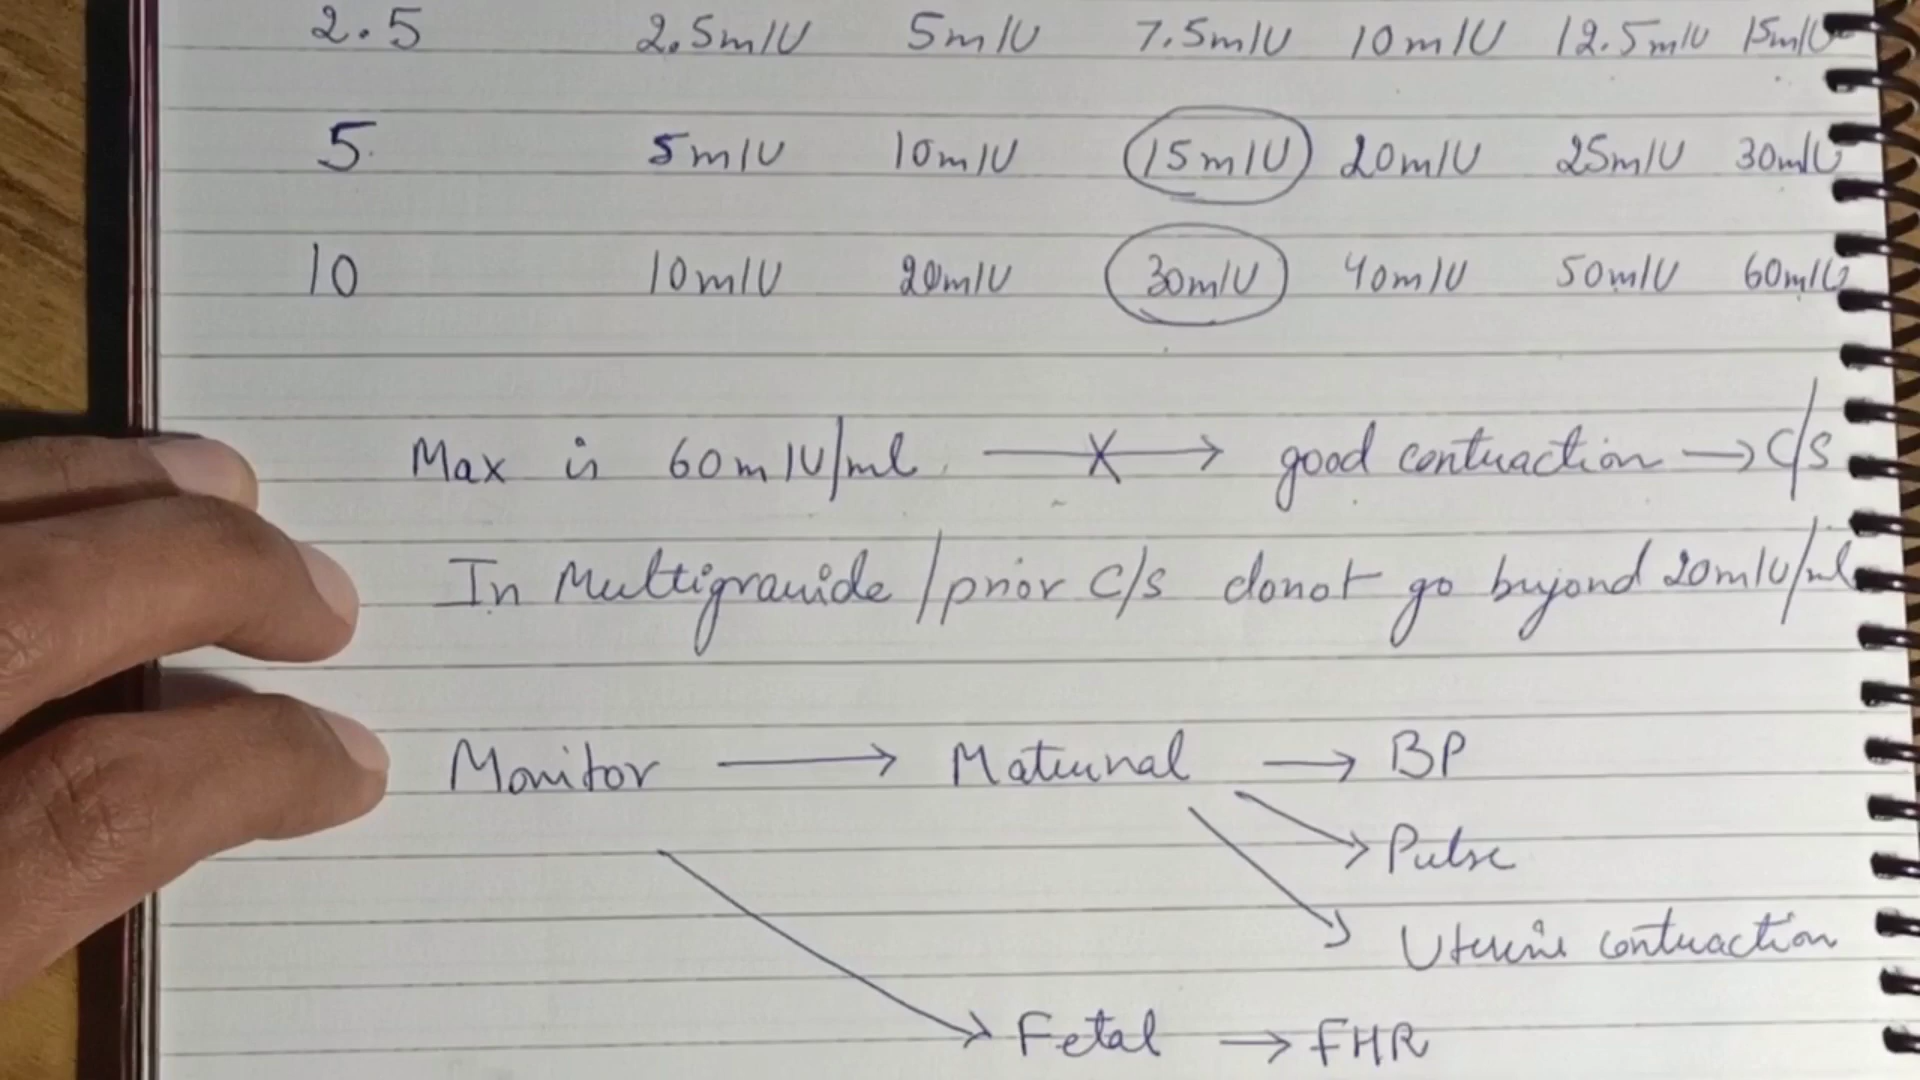 2.5 2.5mIU 5mIU 7.5mIU 10mIU 12.5mIU 15mIU
5 5mIU 10mIU 15mIU 20mIU 25mIU 30mIU
10 10mIU 20mIU 30mIU 40mIU 50mIU 60mIU
Max is 60mIU/ml —X→ good contraction → C/S
In Multigravide / prior C/S donot go beyond 20mIU/ml
Monitor → Maternal → BP
→ Pulse
→ Uterine contraction
→ Fetal → FHR